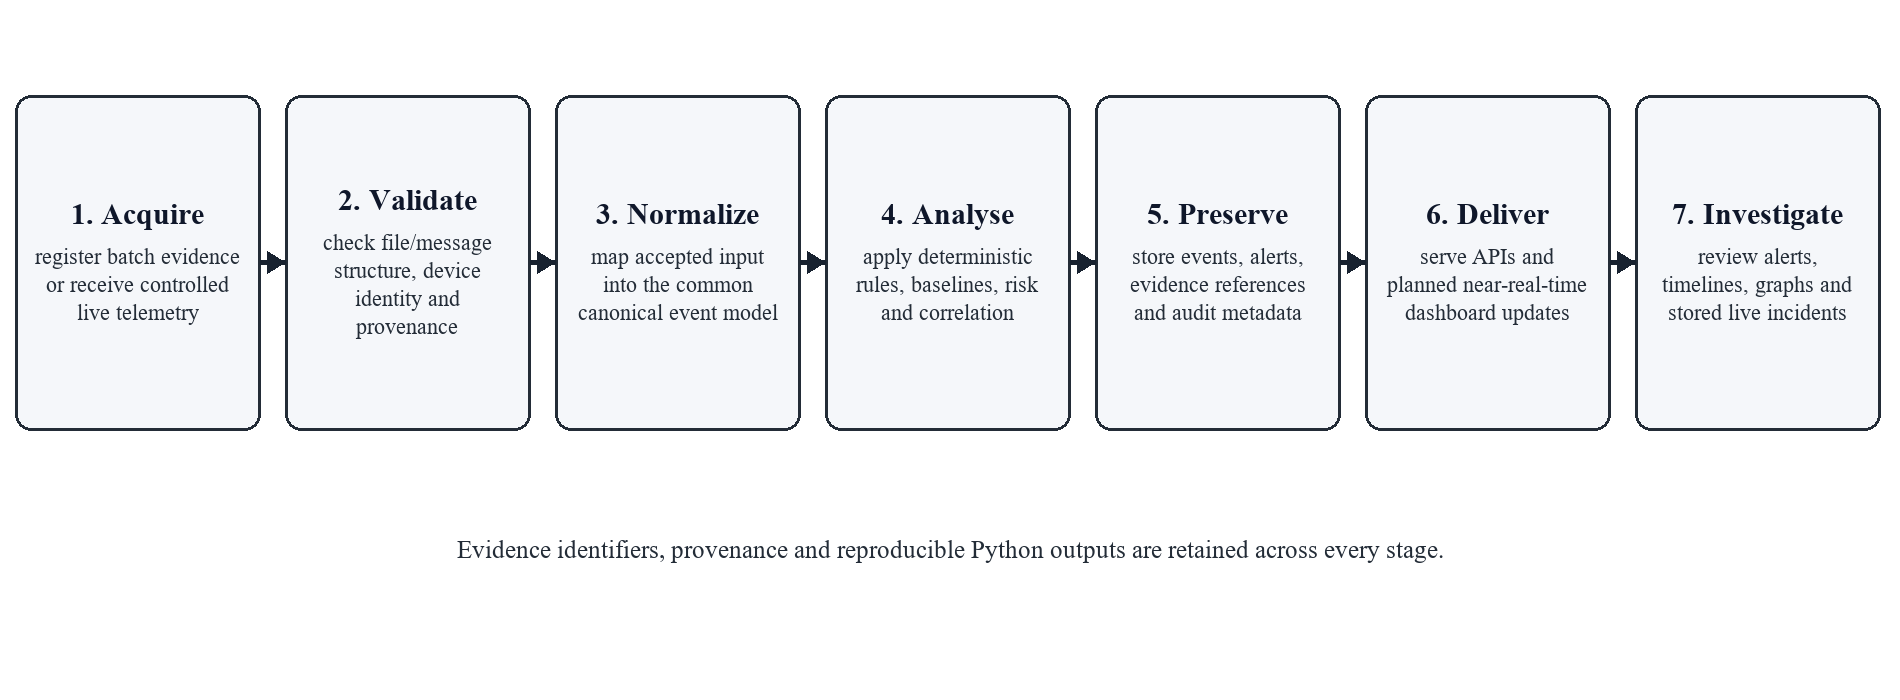 1. Acquire
register batch evidence
or receive controlled
live telemetry
2. Validate
check file/message
structure, device
identity and
provenance
3. Normalize
map accepted input
into the common
canonical event model
4. Analyse
apply deterministic
rules, baselines, risk
and correlation
5. Preserve
store events, alerts,
evidence references
and audit metadata
6. Deliver
serve APIs and
planned near-real-time
dashboard updates
7. Investigate
review alerts,
timelines, graphs and
stored live incidents
Evidence identifiers, provenance and reproducible Python outputs are retained across every stage.